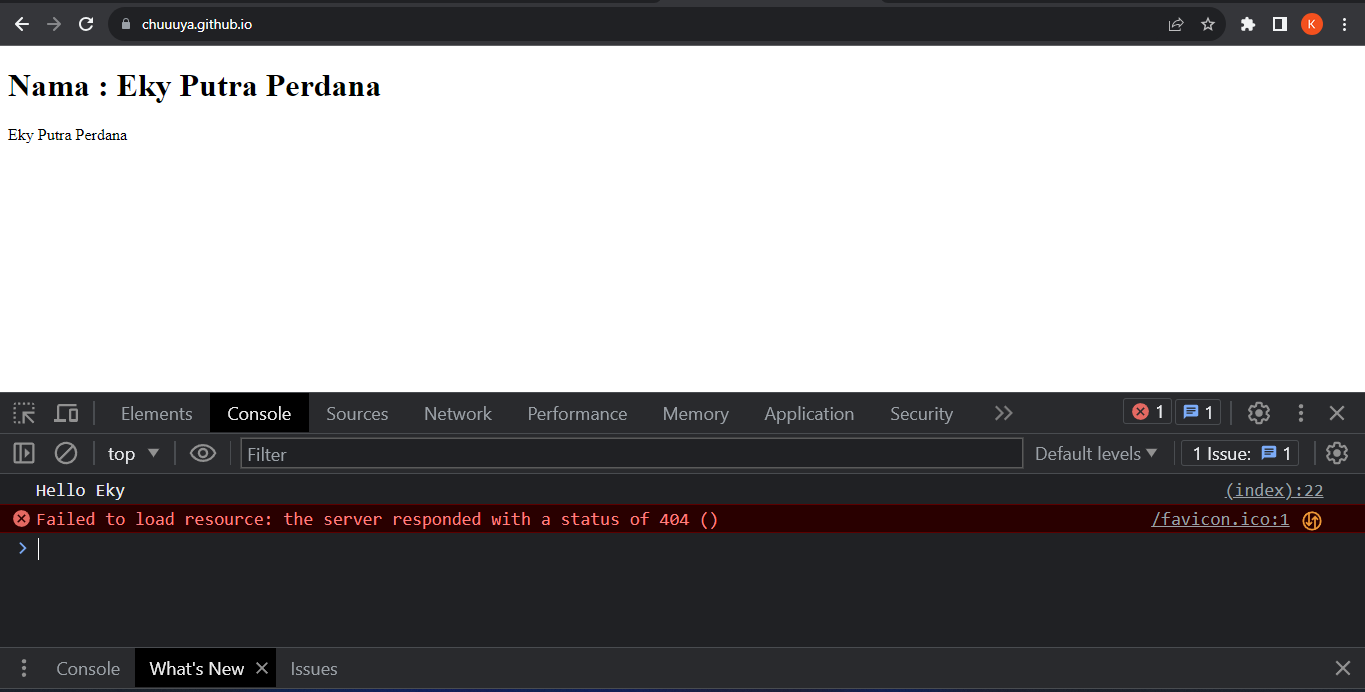 chuuuya.github.io
K
Nama : Eky Putra Perdana
Eky Putra Perdana
Elements Console Sources Network Performance Memory Application Security 1 1
top Filter Default levels 1 Issue: 1
Hello Eky (index):22
Failed to load resource: the server responded with a status of 404 () /favicon.ico:1
Console What's New Issues